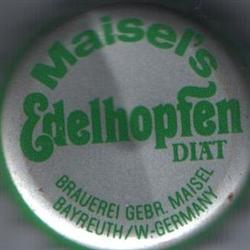 Maisel's
Edelhopfen
DIÄT
BRAUEREI GEBR. MAISEL
BAYREUTH/W.-GERMANY